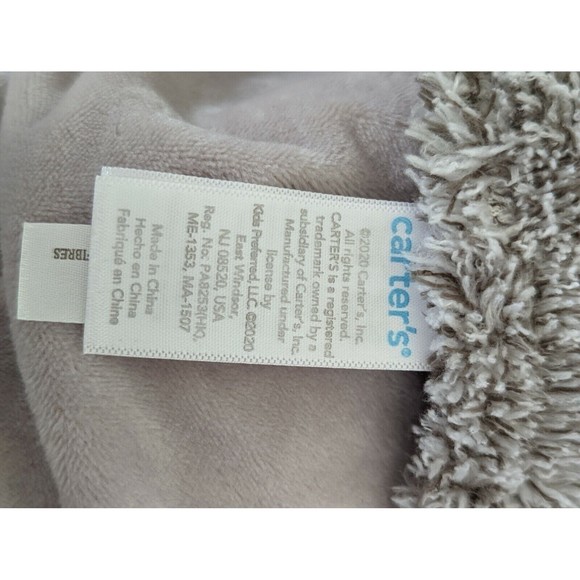 carter's®
©2020 Carter's, Inc.
All rights reserved.
CARTER'S is a registered
trademark owned by a
subsidiary of Carter's, Inc.
Manufactured under
license by
Kids Preferred, LLC ©2020
East Windsor,
NJ 08520, USA
Reg. No: PA8253(HK),
ME-1353, MA-1507
Made in China
Hecho en China
Fabriqué en Chine
FIBRES